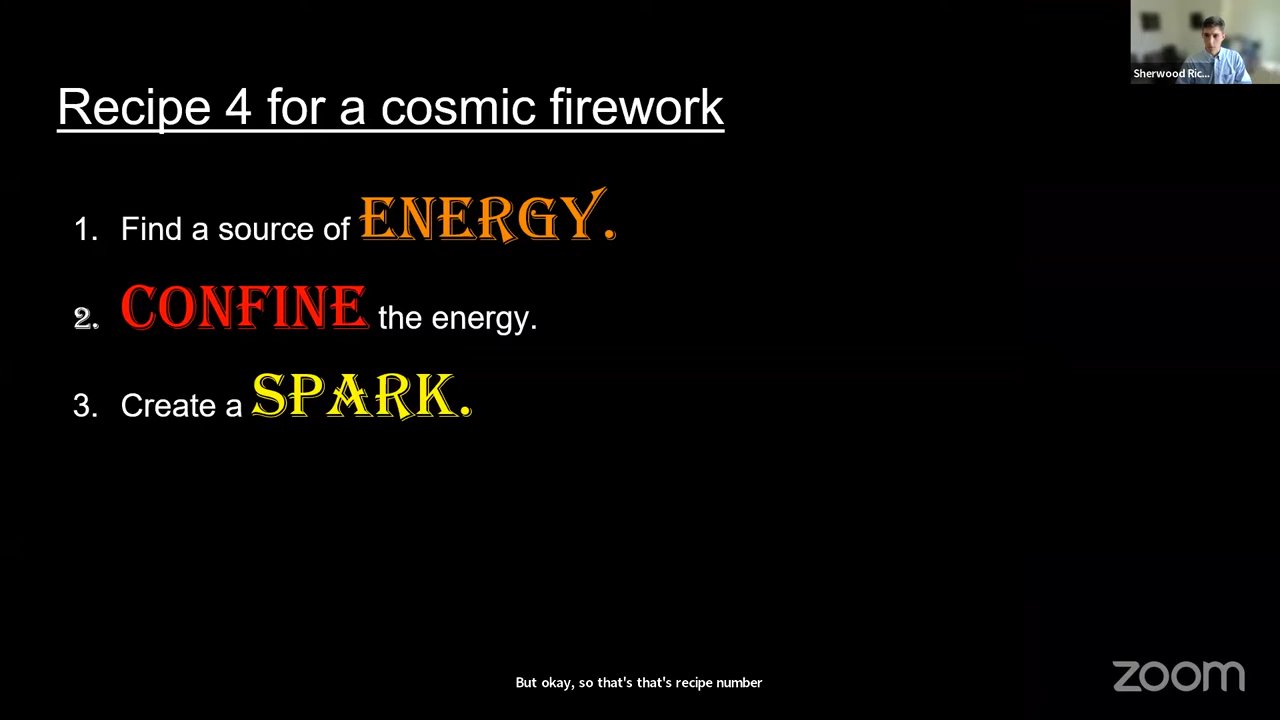 Sherwood Ric...
Recipe 4 for a cosmic firework
1. Find a source of ENERGY.
2. CONFINE the energy.
3. Create a SPARK.
But okay, so that's that's recipe number
zoom